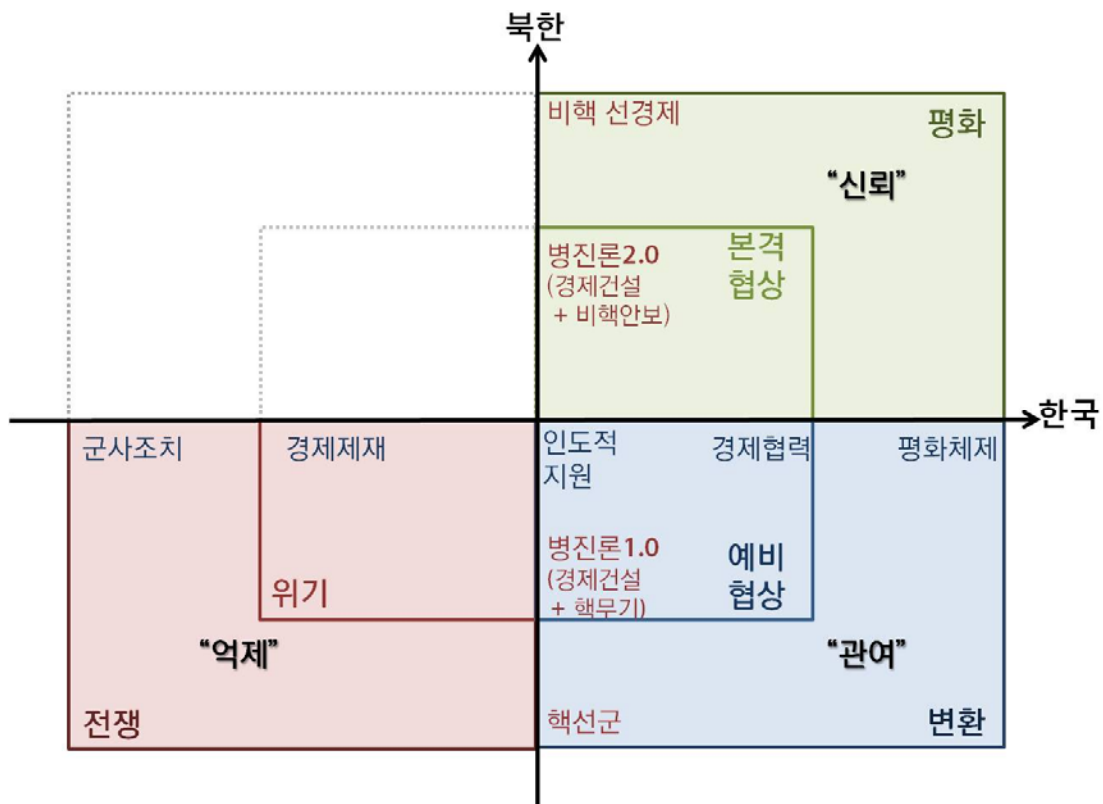 북한
비핵 선경제
평화
“신뢰”
병진론2.0
(경제건설
+ 비핵안보)
본격
협상
한국
군사조치
경제제재
인도적
지원
경제협력
평화체제
병진론1.0
(경제건설
+ 핵무기)
예비
협상
위기
“억제”
“관여”
전쟁
핵선군
변환